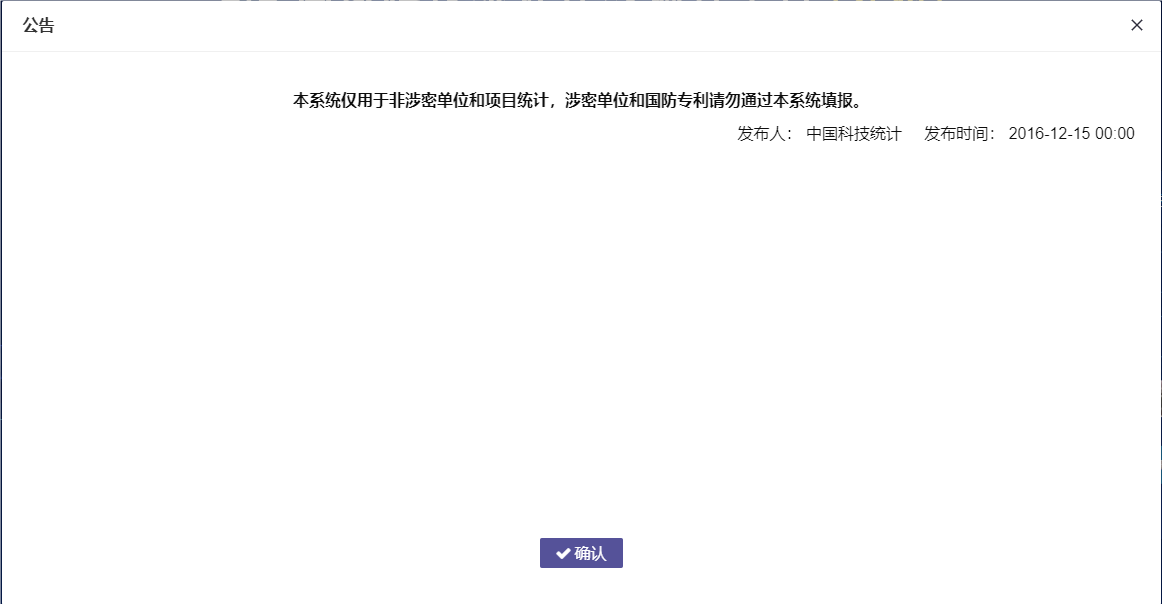 公告
本系统仅用于非涉密单位和项目统计，涉密单位和国防专利请勿通过本系统填报。
发布人： 中国科技统计 发布时间： 2016-12-15 00:00
确认